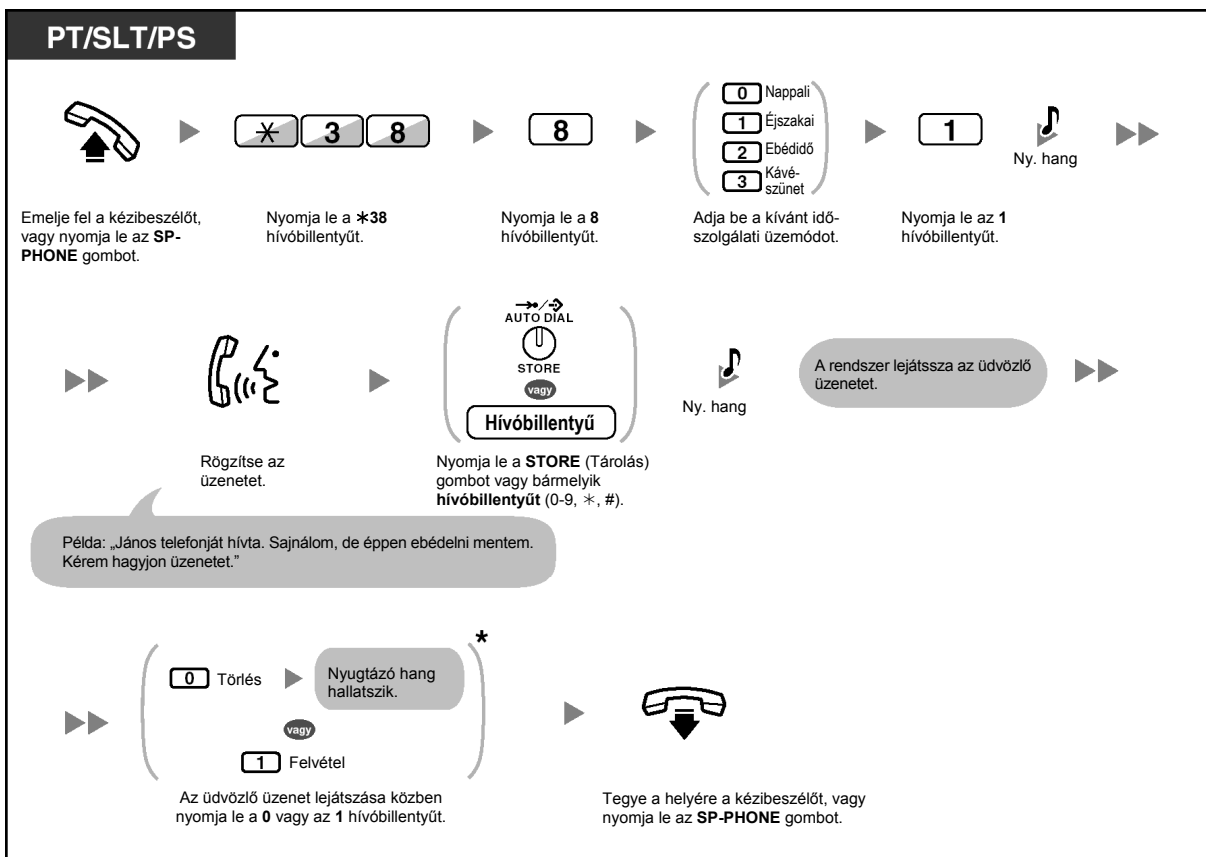 PT/SLT/PS
✳ 3 8
8
0 Nappali
1 Éjszakai
2 Ebédidő
3 Kávé-
szünet
1
Ny. hang
Emelje fel a kézibeszélőt,
vagy nyomja le az SP-
PHONE gombot.
Nyomja le a ✳38
hívóbillentyűt.
Nyomja le a 8
hívóbillentyűt.
Adja be a kívánt idő-
szolgálati üzemódot.
Nyomja le az 1
hívóbillentyűt.
Rögzítse az
üzenetet.
AUTO DIAL
STORE
vagy
Hívóbillentyű
Nyomja le a STORE (Tárolás)
gombot vagy bármelyik
hívóbillentyűt (0-9, ✳, #).
Ny. hang
A rendszer lejátssza az üdvözlő
üzenetet.
Példa: „János telefonját hívta. Sajnálom, de éppen ebédelni mentem.
Kérem hagyjon üzenetet.”
0 Törlés
Nyugtázó hang
hallatszik.
*
vagy
1 Felvétel
Az üdvözlő üzenet lejátszása közben
nyomja le a 0 vagy az 1 hívóbillentyűt.
Tegye a helyére a kézibeszélőt, vagy
nyomja le az SP-PHONE gombot.